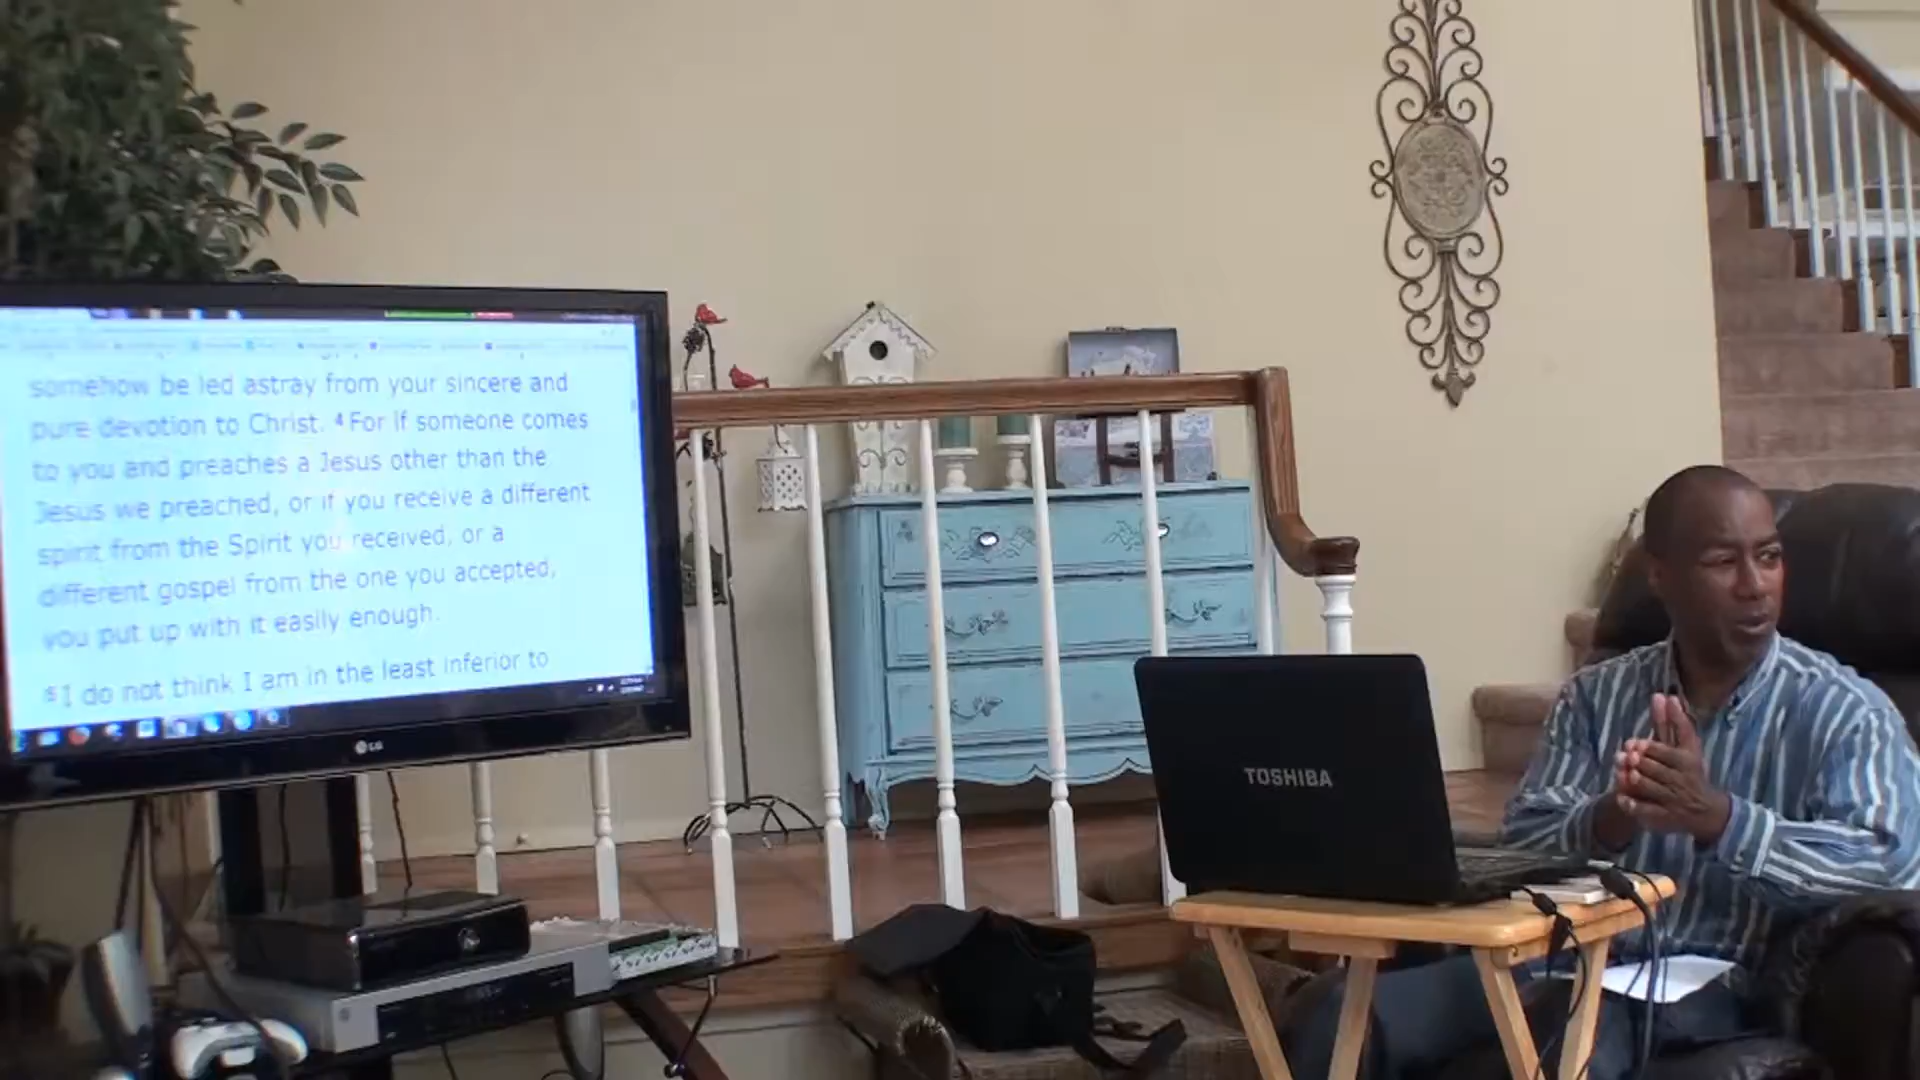 somehow be led astray from your sincere and
pure devotion to Christ. ⁴ For if someone comes
to you and preaches a Jesus other than the
Jesus we preached, or if you receive a different
spirit from the Spirit you received, or a
different gospel from the one you accepted,
you put up with it easily enough.
⁵ I do not think I am in the least inferior to
LG
TOSHIBA